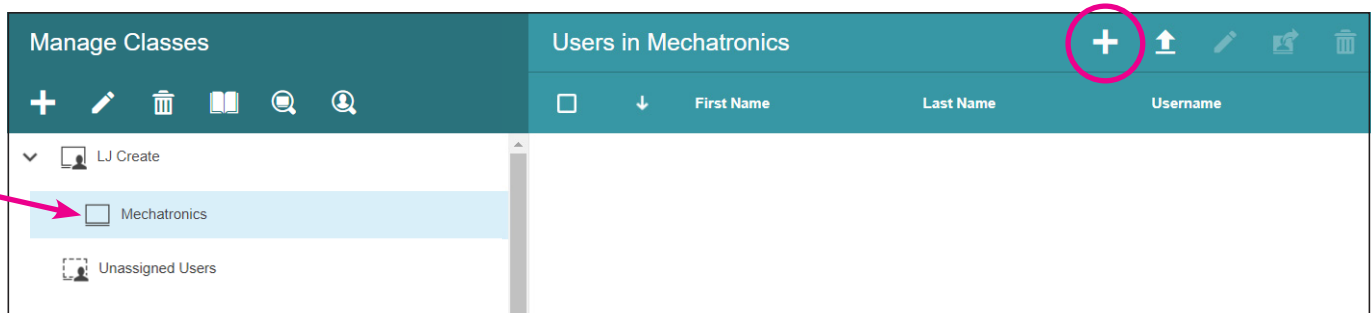 Manage Classes
Users in Mechatronics
First Name
Last Name
Username
LJ Create
Mechatronics
Unassigned Users